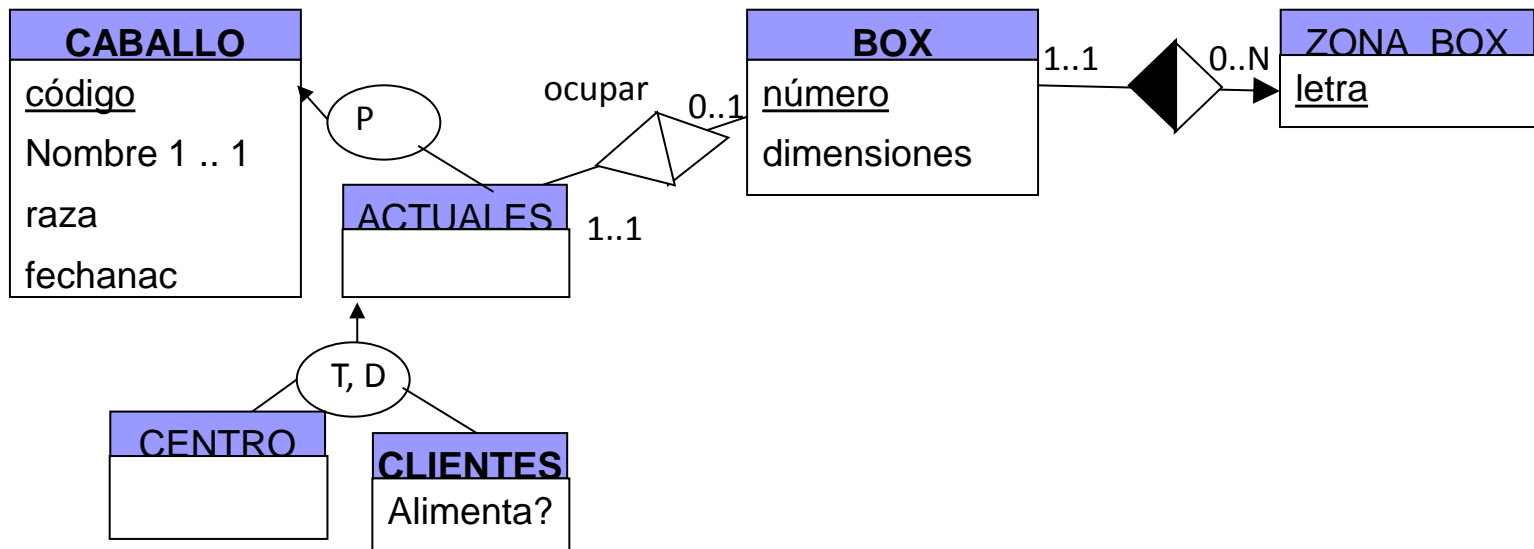 CABALLO
código
Nombre 1 .. 1
raza
fechanac
P
ocupar
ACTUALES
1..1
0..1
BOX
número
dimensiones
1..1
0..N
ZONA_BOX
letra
T, D
CENTRO
CLIENTES
Alimenta?